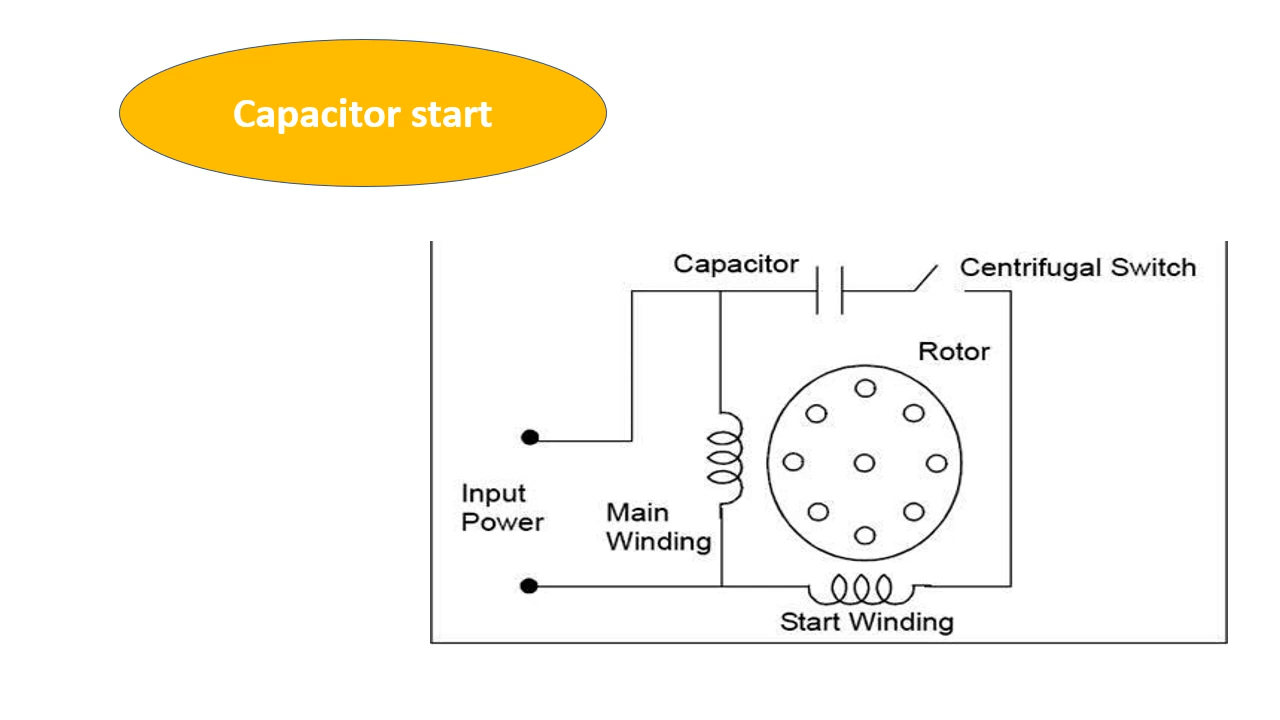 Capacitor start
Capacitor
Centrifugal Switch
Rotor
Input
Power
Main
Winding
Start Winding